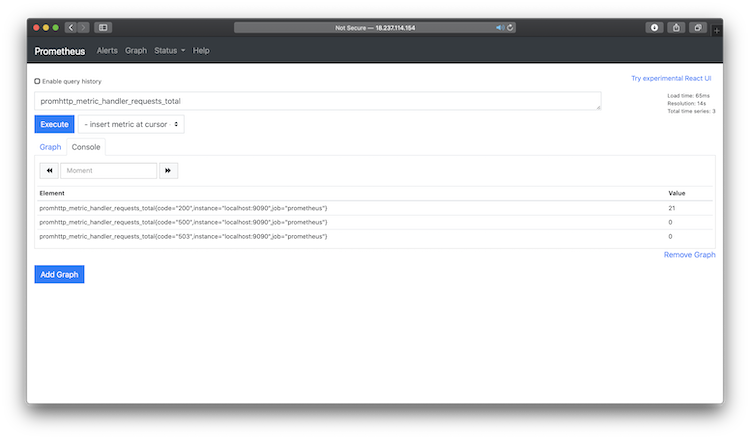 Not Secure — 18.237.114.154
Prometheus Alerts Graph Status Help
Enable query history
Try experimental React UI
promhttp_metric_handler_requests_total
Load time: 65ms
Resolution: 14s
Total time series: 3
Execute - insert metric at cursor -
Graph Console
Moment
Element Value
promhttp_metric_handler_requests_total{code="200",instance="localhost:9090",job="prometheus"} 21
promhttp_metric_handler_requests_total{code="500",instance="localhost:9090",job="prometheus"} 0
promhttp_metric_handler_requests_total{code="503",instance="localhost:9090",job="prometheus"} 0
Remove Graph
Add Graph